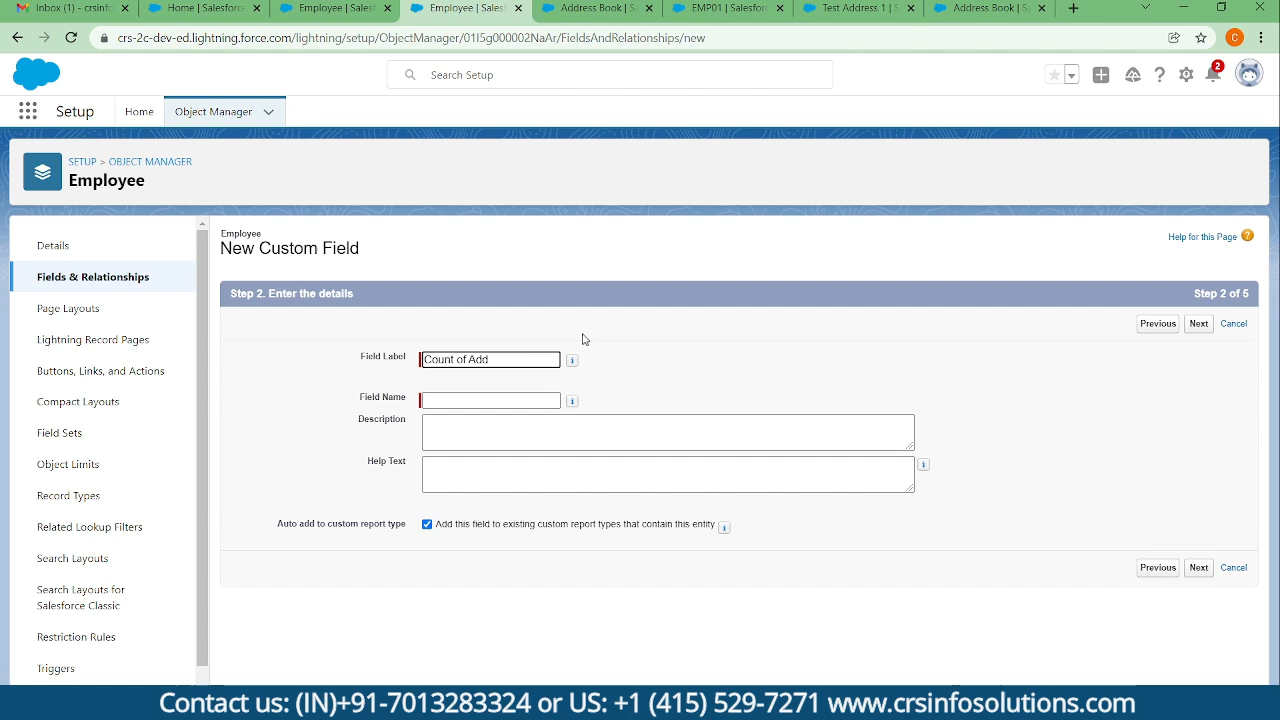 Inbox (1) - crsinfo
Home | Salesforce
Employee | Salesf
Employee | Salesf
Address Book | Sa
EMP01 | Salesforc
Test Address 1 | S
Address Book | Sa
crs-2c-dev-ed.lightning.force.com/lightning/setup/ObjectManager/01I5g000002NaAr/FieldsAndRelationships/new
C
Search Setup
2
Setup
Home
Object Manager
SETUP > OBJECT MANAGER
Employee
Details
Fields & Relationships
Page Layouts
Lightning Record Pages
Buttons, Links, and Actions
Compact Layouts
Field Sets
Object Limits
Record Types
Related Lookup Filters
Search Layouts
Search Layouts for
Salesforce Classic
Restriction Rules
Triggers
Employee
New Custom Field
Help for this Page
Step 2. Enter the details
Step 2 of 5
Previous Next Cancel
Field Label Count of Add
Field Name
Description
Help Text
Auto add to custom report type Add this field to existing custom report types that contain this entity
Previous Next Cancel
Contact us: (IN)+91-7013283324 or US: +1 (415) 529-7271 www.crsinfosolutions.com